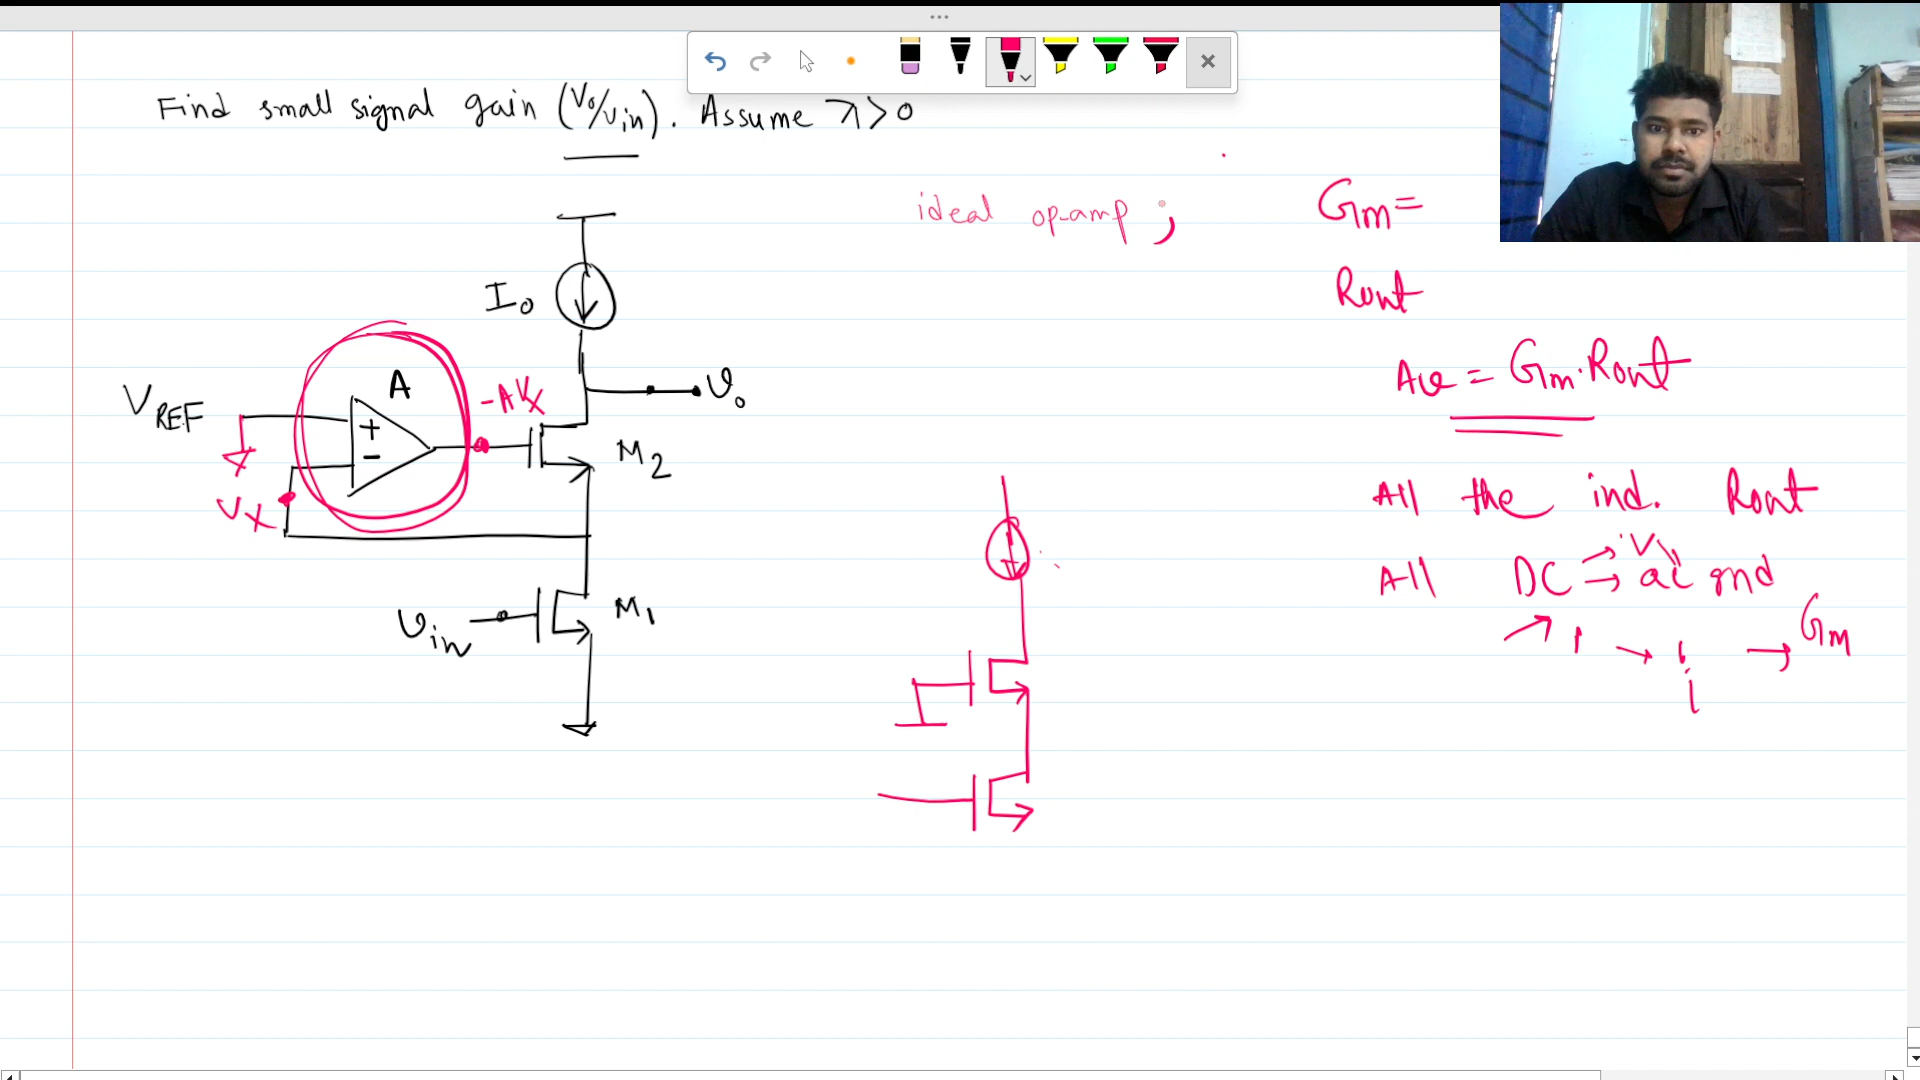 Find small signal gain (Vo/Vin). Assume λ>0
ideal op-amp ;
Gm=
Rout
Av = Gm.Rout
All the ind. Rout
All DC → ac gnd
V
I → i → Gm
Io
A
-AVx
Vo
VREF
+
-
M2
Vx
Vin
M1